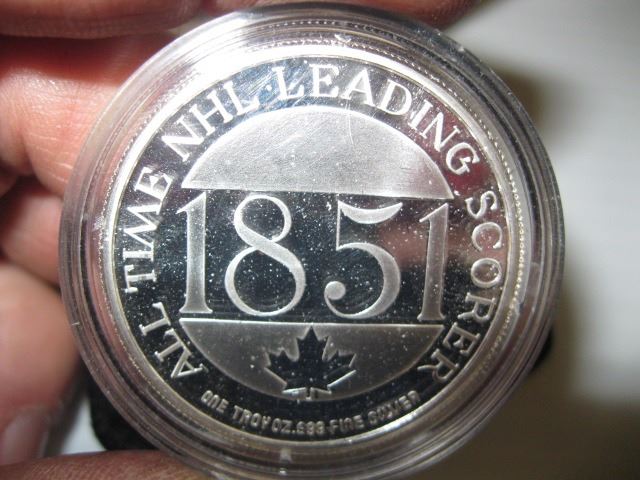 ALL TIME NHL·LEADING SCORER
1851
ONE TROY OZ.999 FINE SILVER